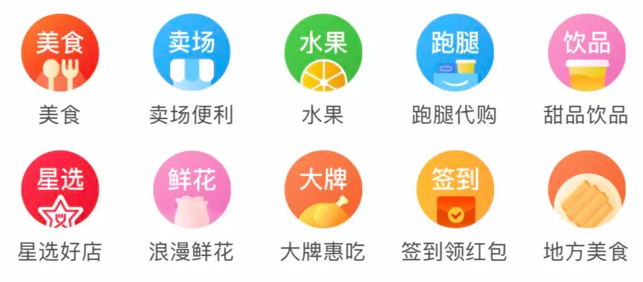 美食
卖场
水果
跑腿
饮品
美食
卖场便利
水果
跑腿代购
甜品饮品
星选
鲜花
大牌
签到
星选好店
浪漫鲜花
大牌惠吃
签到领红包
地方美食